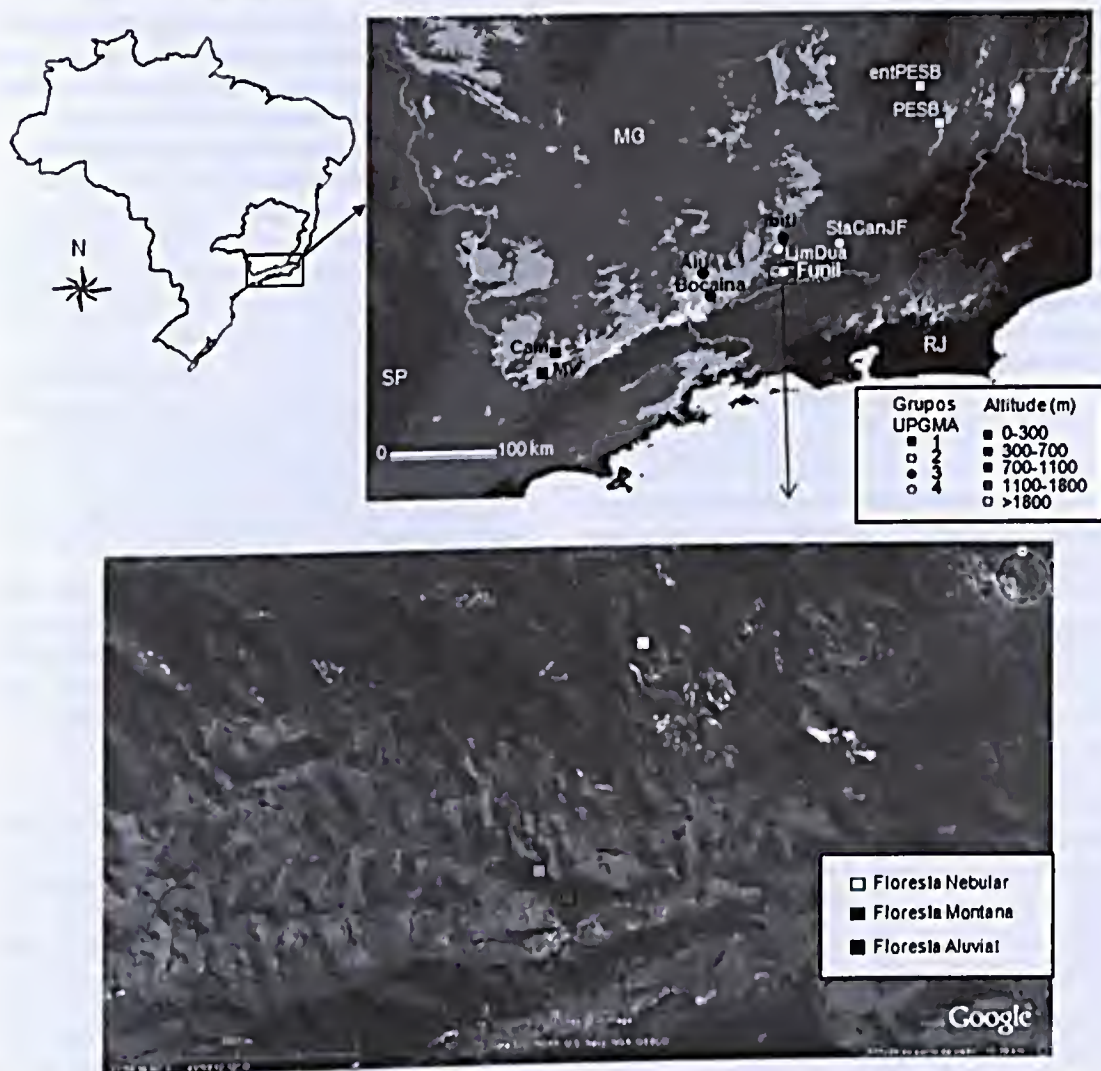 N
entPESB
PESB
MG
Ibiti
StaCanJF
LimDua
Aiu
Funil
Bocaina
Cam
MV
RJ
SP
0 100 km
Grupos UPGMA
1
2
3
4
Altitude (m)
0-300
300-700
700-1100
1100-1800
>1800
Floresta Nebular
Floresta Montana
Floresta Aluvial
Google